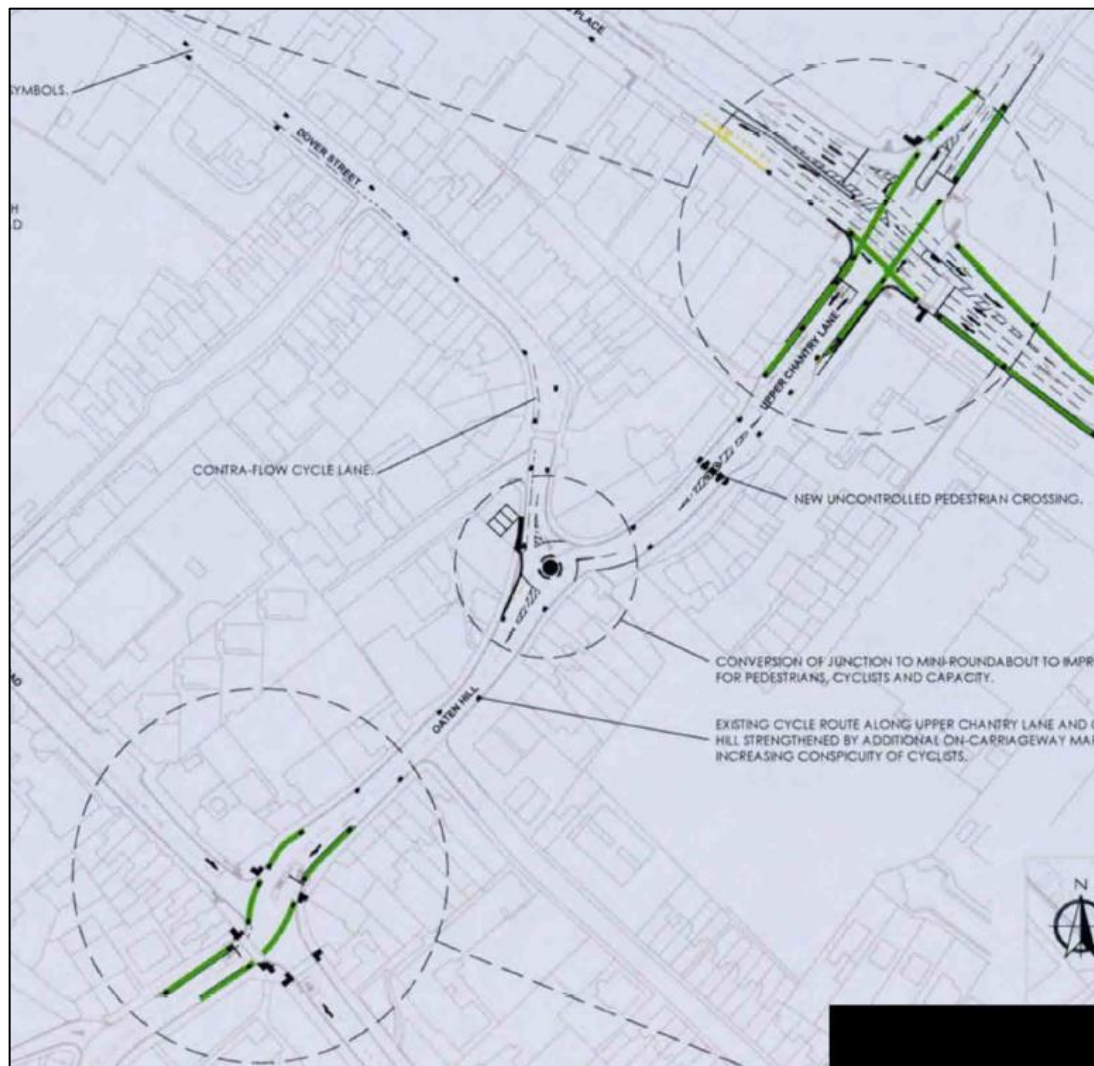 PLACE
SYMBOLS.
DOVER STREET
H
D
UPPER CHANTRY LANE
CONTRA-FLOW CYCLE LANE.
NEW UNCONTROLLED PEDESTRIAN CROSSING.
CONVERSION OF JUNCTION TO MINI-ROUNDABOUT TO IMPR
FOR PEDESTRIANS, CYCLISTS AND CAPACITY.
OATEN HILL
EXISTING CYCLE ROUTE ALONG UPPER CHANTRY LANE AND
HILL STRENGTHENED BY ADDITIONAL ON-CARRIAGEWAY MAR
INCREASING CONSPICUITY OF CYCLISTS.
N